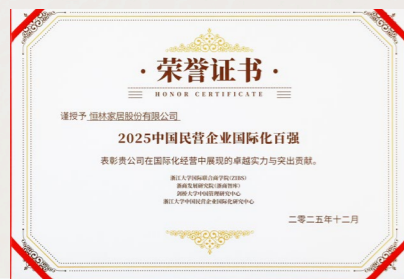 ·荣誉证书·
HONOR CERTIFICATE
谨授予 恒林家居股份有限公司
2025中国民营企业国际化百强
表彰贵公司在国际化经营中展现的卓越实力与突出贡献。
浙江大学国际联合商学院(ZIBS)
浙商发展研究院(浙商智库)
剑桥大学中国管理研究中心
浙江大学中国民营企业国际化研究中心
二零二五年十二月